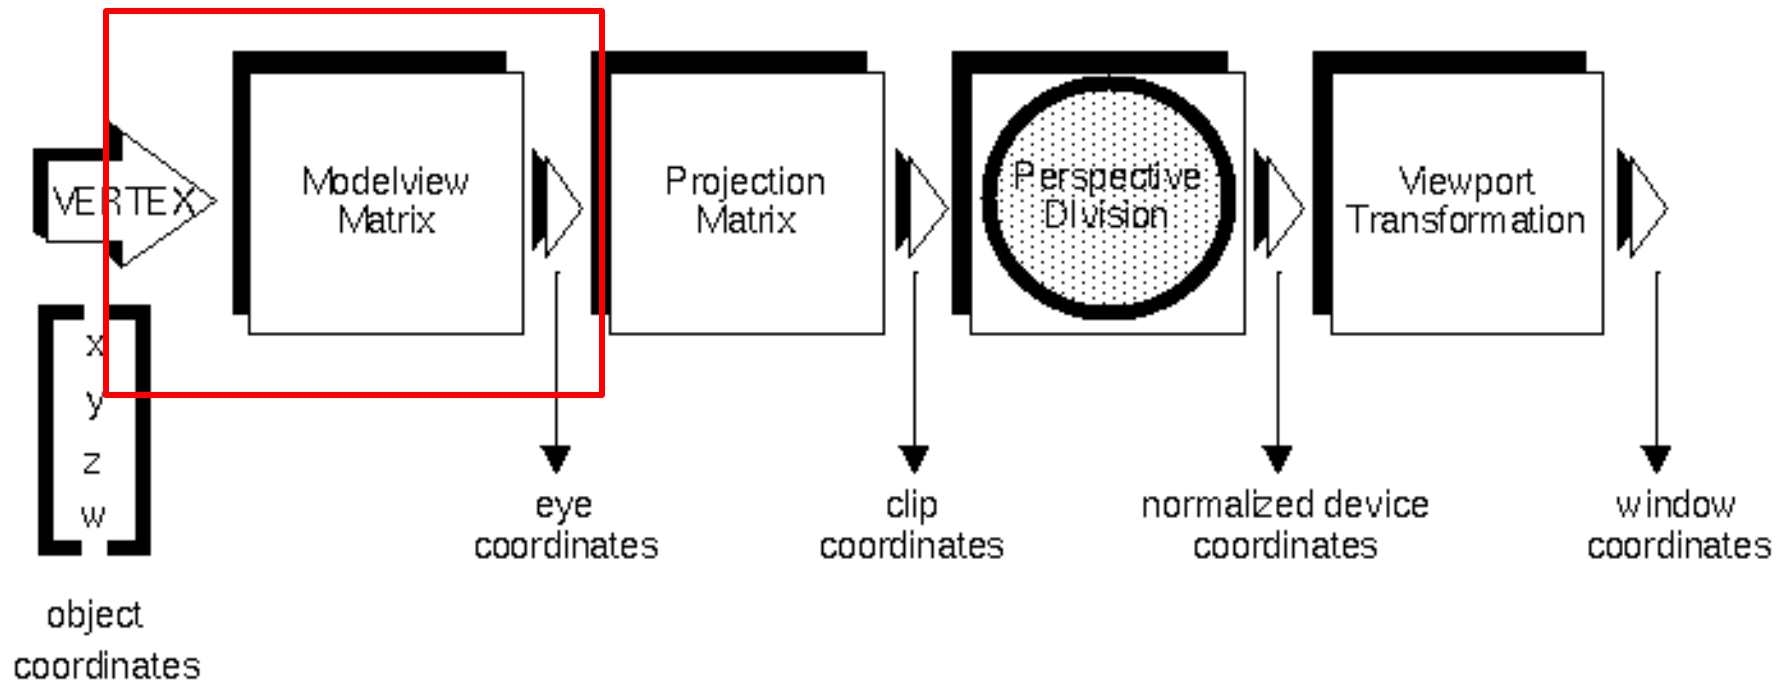 VERTEX
Modelview
Matrix
Projection
Matrix
Perspective
DIvision
Viewport
Transformation
x
y
z
w
object
coordinates
eye
coordinates
clip
coordinates
normalized device
coordinates
window
coordinates